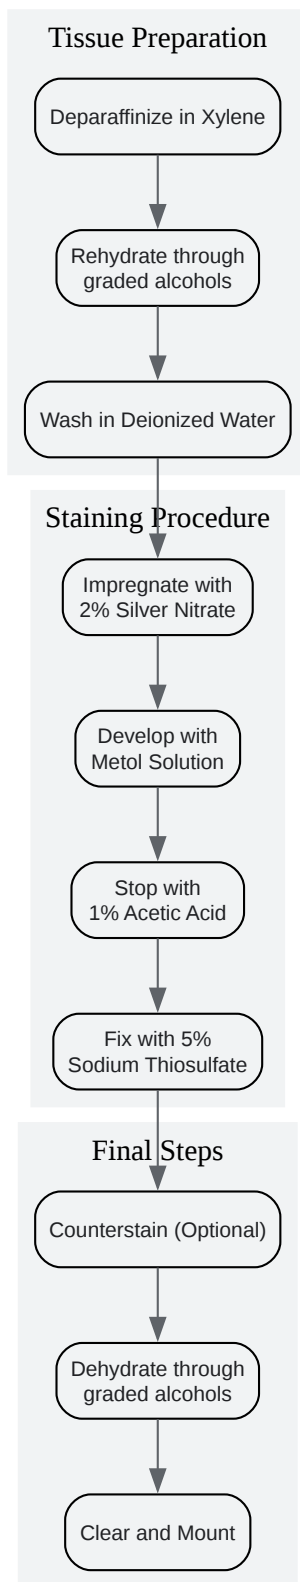 Tissue Preparation
Deparaffinize in Xylene
Rehydrate through
graded alcohols
Wash in Deionized Water
Staining Procedure
Impregnate with
2% Silver Nitrate
Develop with
Metol Solution
Stop with
1% Acetic Acid
Fix with 5%
Sodium Thiosulfate
Final Steps
Counterstain (Optional)
Dehydrate through
graded alcohols
Clear and Mount